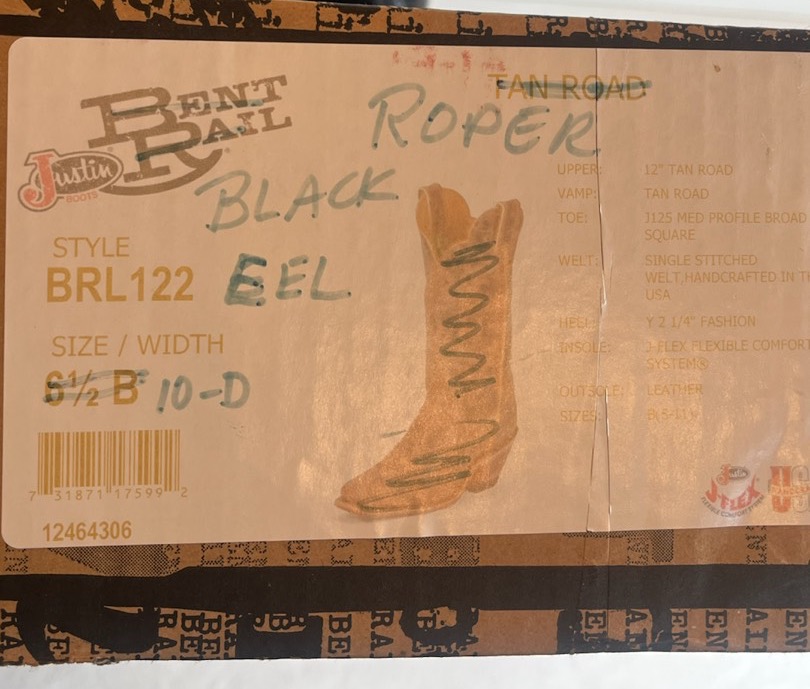 BENT
RAIL
Justin
BOOTS
TAN ROAD
ROPER
BLACK
EEL
STYLE
BRL122
SIZE / WIDTH
6½ B 10-D
7 31871 17599 2
12464306
UPPER: 12" TAN ROAD
VAMP: TAN ROAD
TOE: J125 MED PROFILE BROAD
SQUARE
WELT: SINGLE STITCHED
WELT,HANDCRAFTED IN
USA
HEEL: Y 2 1/4" FASHION
INSOLE: J-FLEX FLEXIBLE COMFORT
SYSTEM®
OUTSOLE: LEATHER
SIZES: B(5-11)
J-FLEX